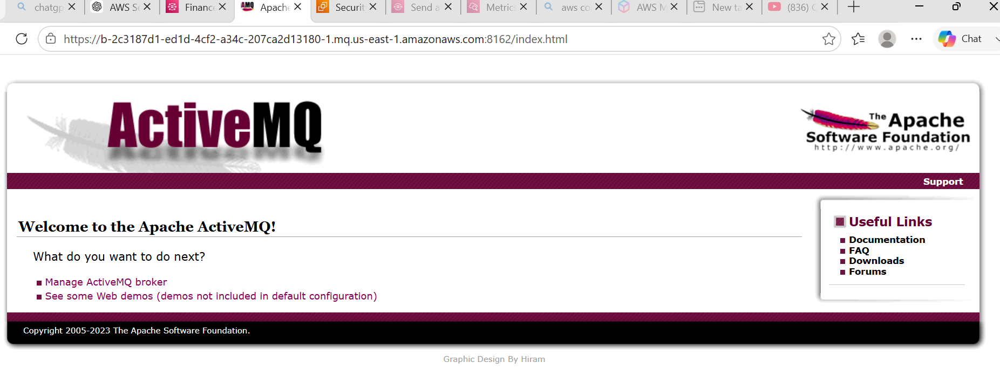 chatgp
AWS Se
Finance
Apache
Securit
Send a
Metrics
aws co
AWS M
New ta
(836) C
https://b-2c3187d1-ed1d-4cf2-a34c-207ca2d13180-1.mq.us-east-1.amazonaws.com:8162/index.html
Chat
ActiveMQ
The Apache
Software Foundation
http://www.apache.org/
Support
Welcome to the Apache ActiveMQ!
What do you want to do next?
Manage ActiveMQ broker
See some Web demos (demos not included in default configuration)
Useful Links
Documentation
FAQ
Downloads
Forums
Copyright 2005-2023 The Apache Software Foundation.
Graphic Design By Hiram